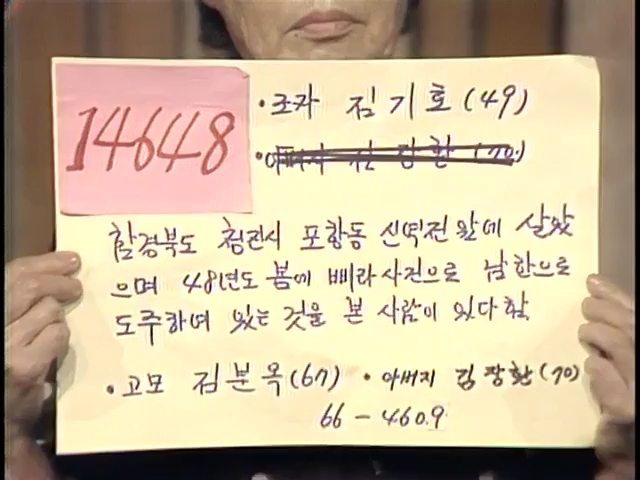 14648
· 조카 김기호(49)
함경북도 청진시 포항동 신역전 앞에 살았
으며 48년도 봄에 삐라사건으로 남한으로
도주하여 있는 것을 본 사람이 있다함
· 고모 김분옥(67) · 아버지 김장환(70)
66-4609